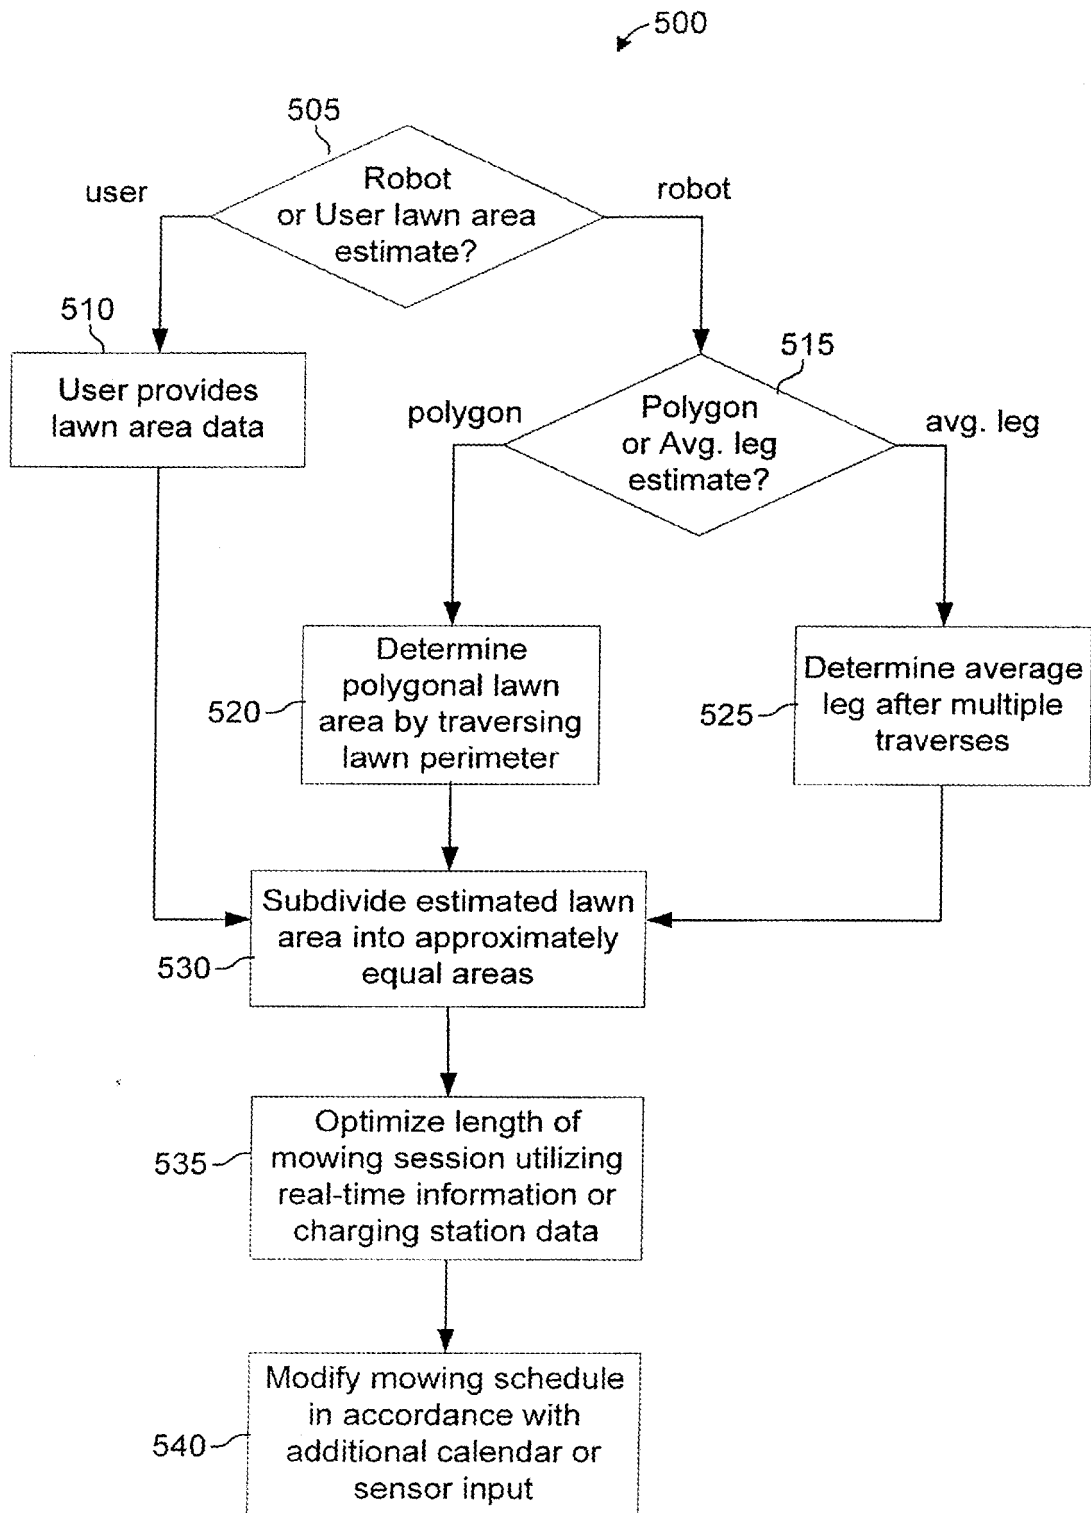 500
505
Robot
or User lawn area
estimate?
user
robot
510
User provides
lawn area data
515
Polygon
or Avg. leg
estimate?
polygon
avg. leg
520
Determine
polygonal lawn
area by traversing
lawn perimeter
525
Determine average
leg after multiple
traverses
530
Subdivide estimated lawn
area into approximately
equal areas
535
Optimize length of
mowing session utilizing
real-time information or
charging station data
540
Modify mowing schedule
in accordance with
additional calendar or
sensor input